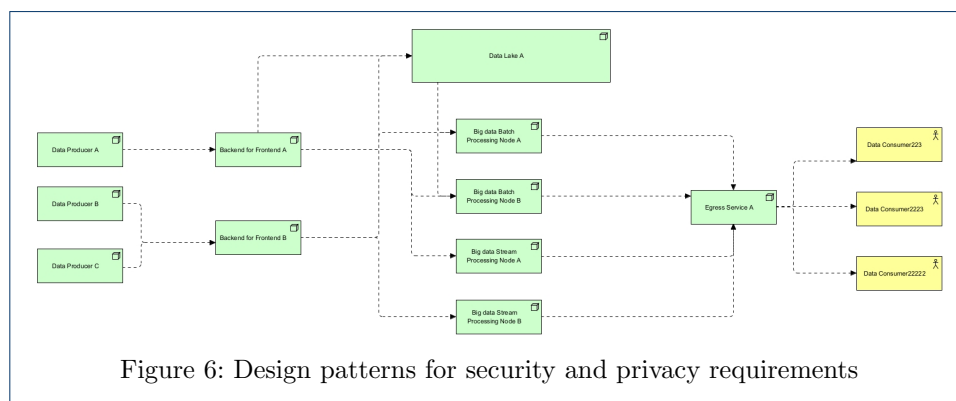 Data Lake A
Data Producer A
Backend for Frontend A
Big data Batch
Processing Node A
Data Consumer223
Data Producer B
Big data Batch
Processing Node B
Egress Service A
Data Consumer2223
Backend for Frontend B
Data Producer C
Big data Stream
Processing Node A
Data Consumer22222
Big data Stream
Processing Node B
Figure 6: Design patterns for security and privacy requirements